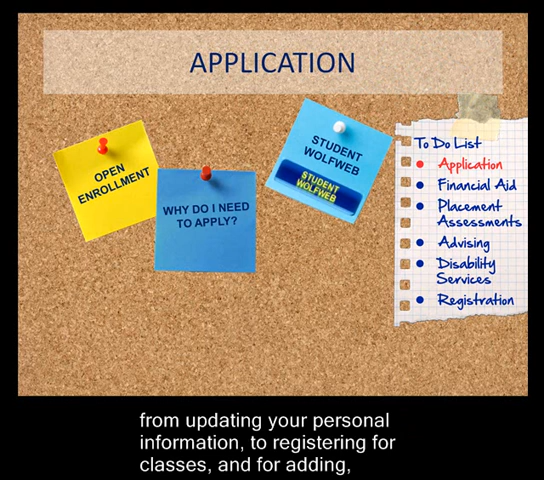 APPLICATION
OPEN
ENROLLMENT
WHY DO I NEED
TO APPLY?
STUDENT
WOLFWEB
STUDENT
WOLFWEB
To Do List
Application
Financial Aid
Placement
Assessments
Advising
Disability
Services
Registration
from updating your personal
information, to registering for
classes, and for adding,